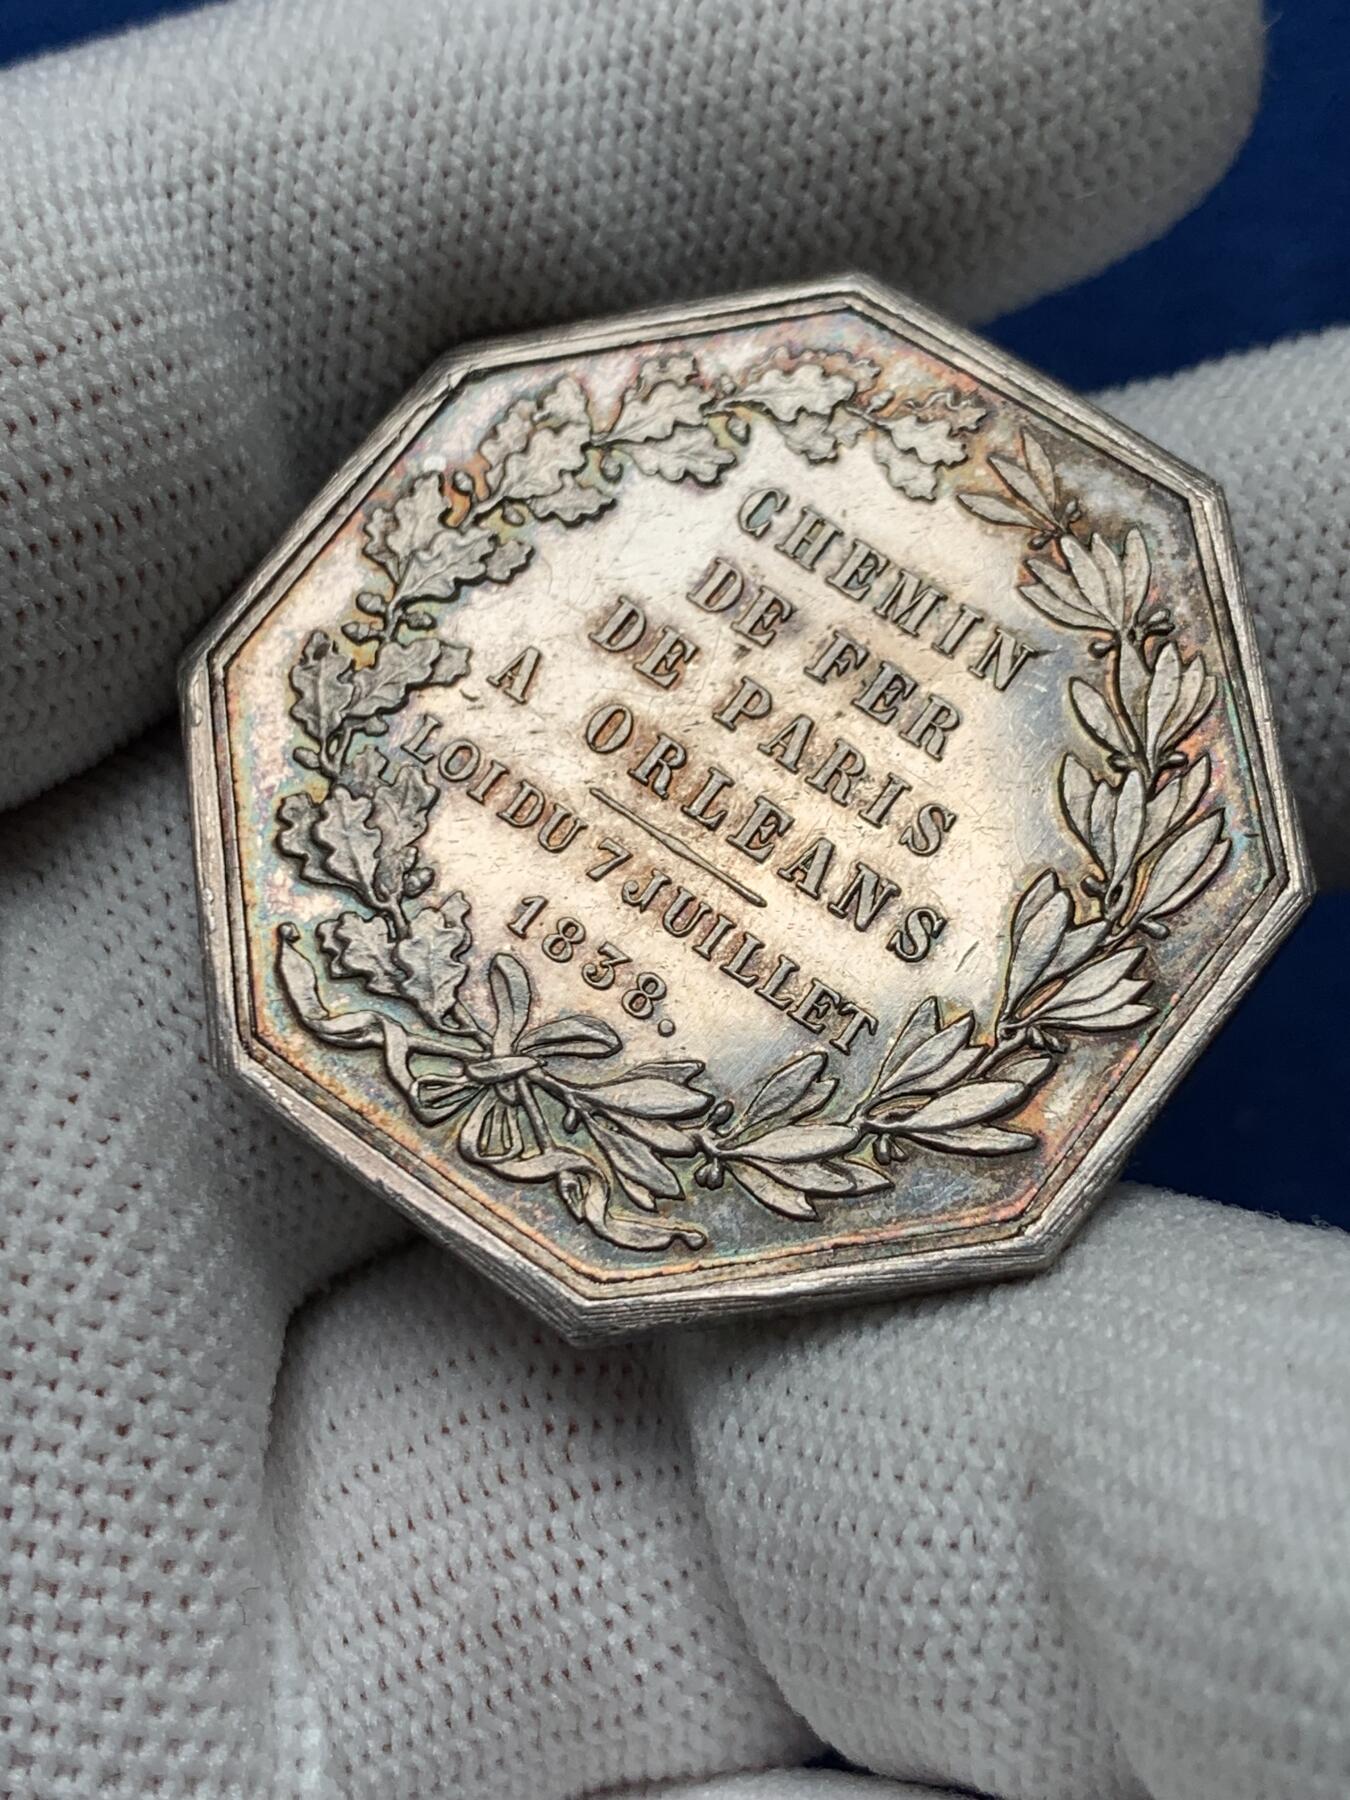 CHEMIN
DE FER
DE PARIS
A ORLEANS
LOI DU 7 JUILLET
1838.